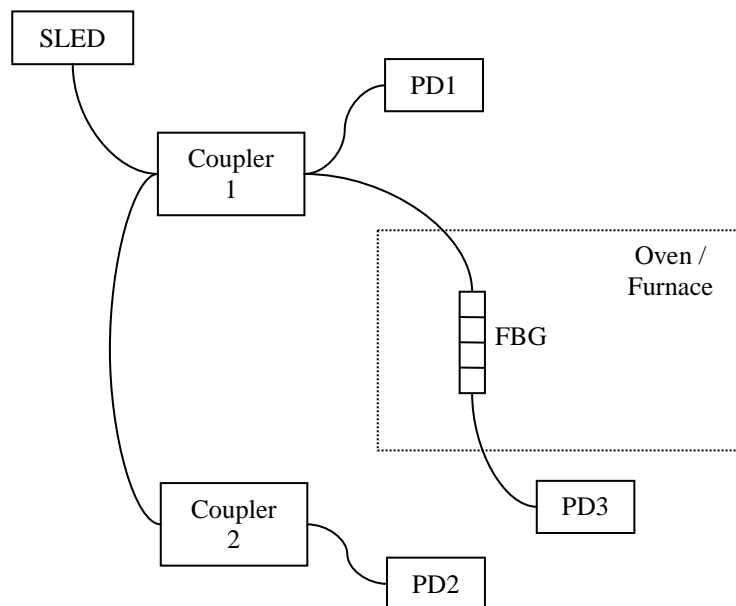 SLED
PD1
Coupler
1
Oven /
Furnace
FBG
Coupler
2
PD3
PD2